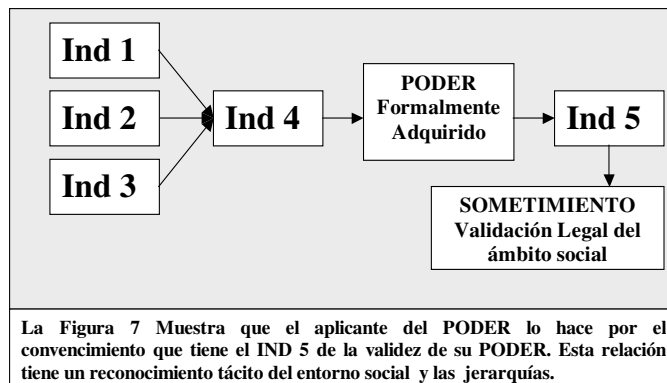 Ind 1
Ind 2
Ind 3
Ind 4
PODER
Formalmente
Adquirido
Ind 5
SOMETIMIENTO
Validación Legal del
ámbito social
La Figura 7 Muestra que el aplicante del PODER lo hace por el
convencimiento que tiene el IND 5 de la validez de su PODER. Esta relación
tiene un reconocimiento tácito del entorno social y las jerarquías.